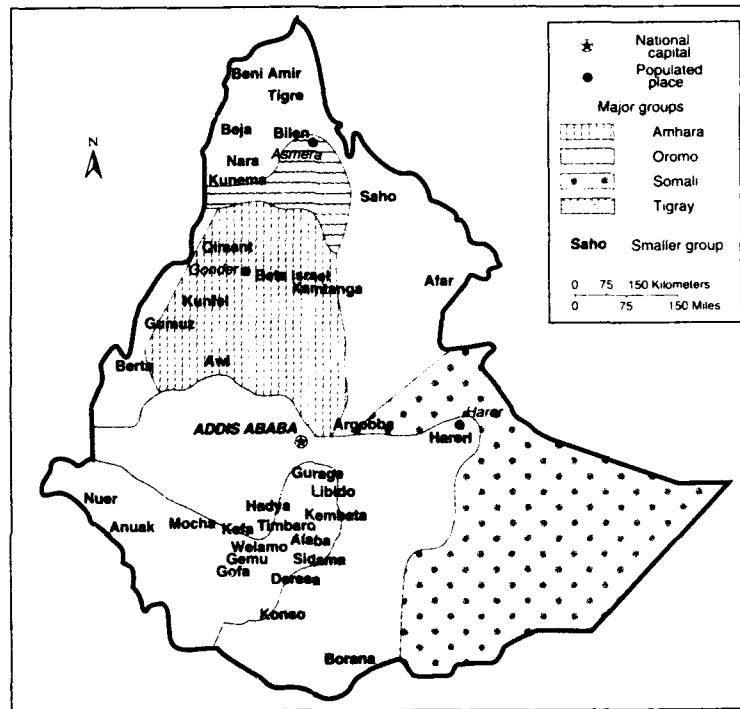 National
capital
Populated
place
Major groups
Amhara
Oromo
Somali
Tigray
Saho Smaller group
0 75 150 Kilometers
0 75 150 Miles
N
Beni Amir
Tigre
Beja
Bilen
Asmera
Nara
Kunema
Saho
Gonder
Beta Israel
Kamtanga
Afar
Kunfel
Gumuz
Berta
Awi
ADDIS ABABA
Argobba
Harer
Hareri
Gurage
Nuer
Libido
Hadya
Anuak
Mocha
Kefa
Timbaro
Kembata
Welamo
Alaba
Gemu
Sidama
Gofa
Deresa
Konso
Borana